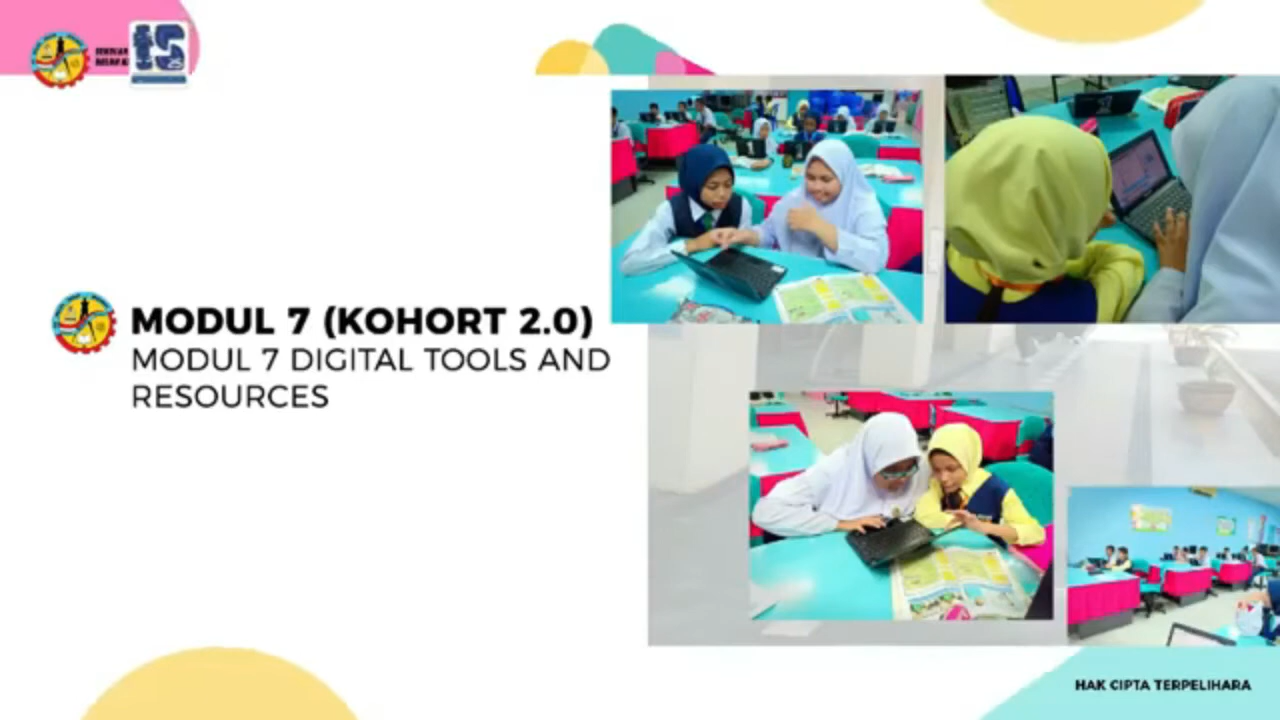 MODUL 7 (KOHORT 2.0)
MODUL 7 DIGITAL TOOLS AND
RESOURCES
HAK CIPTA TERPELIHARA